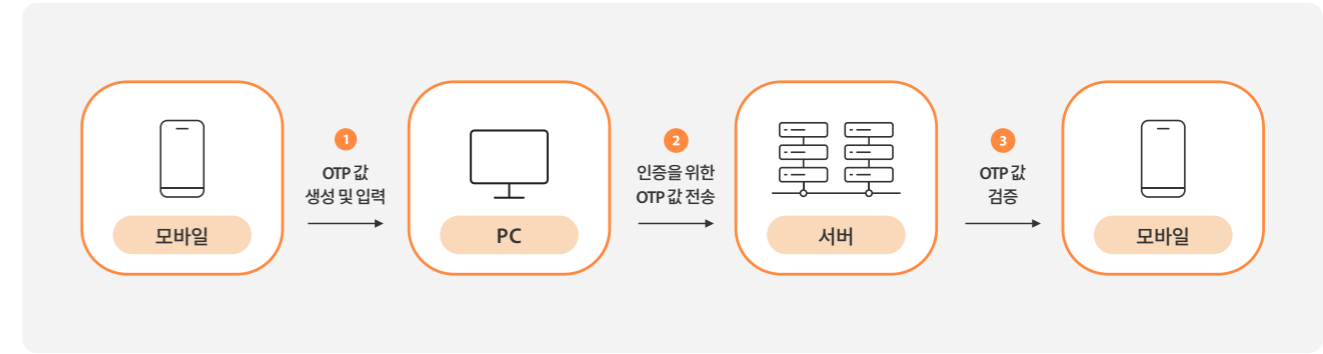 모바일
1
OTP 값
생성 및 입력
PC
2
인증을 위한
OTP 값 전송
서버
3
OTP 값
검증
모바일